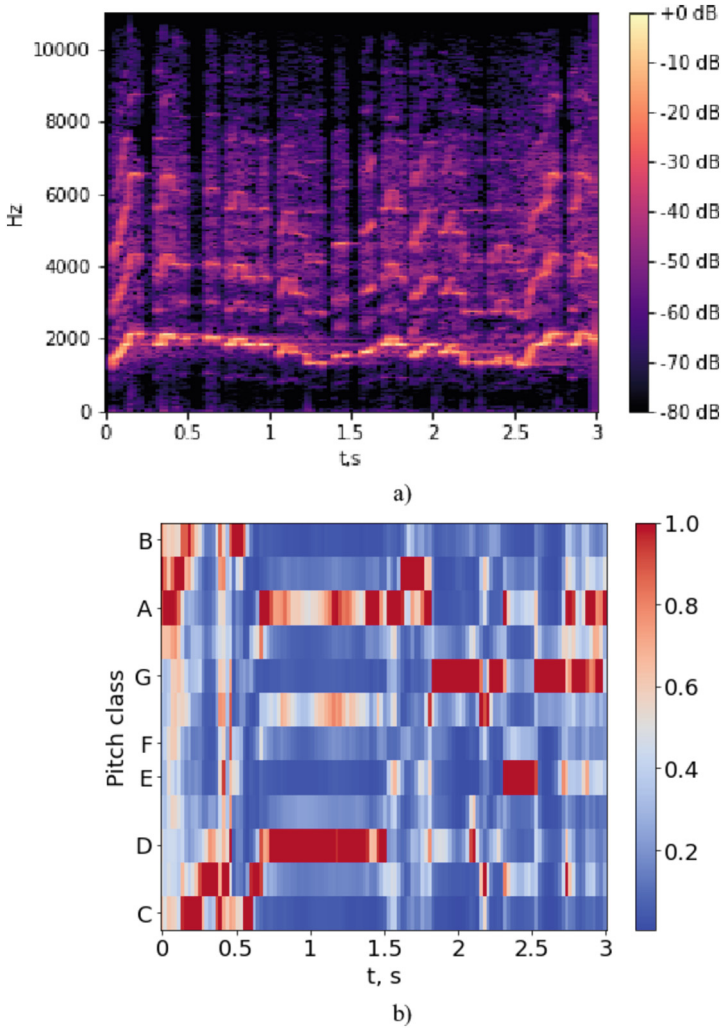 +0 dB
10000
-10 dB
8000
-20 dB
-30 dB
6000
Hz
-40 dB
4000
-50 dB
-60 dB
2000
-70 dB
0
-80 dB
0 0.5 1 1.5 2 2.5 3
t,s
a)
B
1.0
A
0.8
G
Pitch class
0.6
F
E
0.4
D
0.2
C
0 0.5 1 1.5 2 2.5 3
t, s
b)